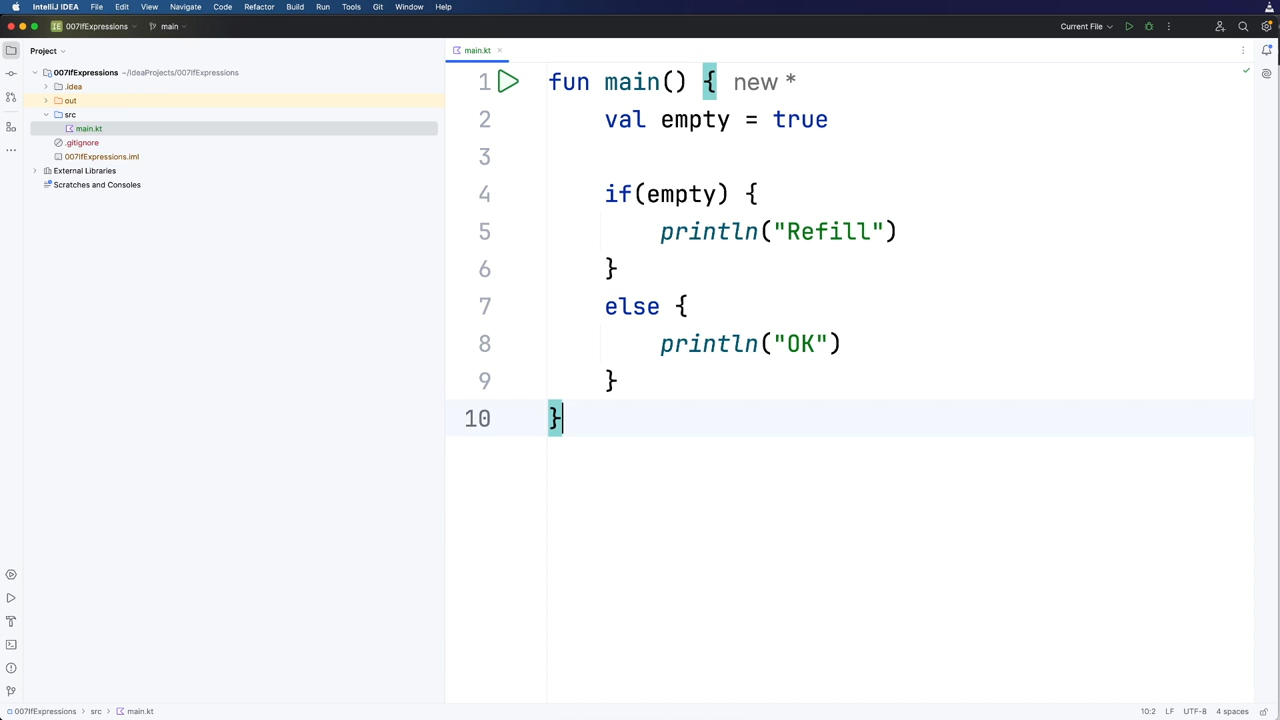 IntelliJ IDEA File Edit View Navigate Code Refactor Build Run Tools Git Window Help
IE 007IfExpressions main Current File
Project
main.kt
007IfExpressions ~/IdeaProjects/007IfExpressions
.idea
out
src
main.kt
.gitignore
007IfExpressions.iml
External Libraries
Scratches and Consoles
1 fun main() { new *
2 val empty = true
3
4 if(empty) {
5 println("Refill")
6 }
7 else {
8 println("OK")
9 }
10 }
007IfExpressions > src > main.kt 10:2 LF UTF-8 4 spaces